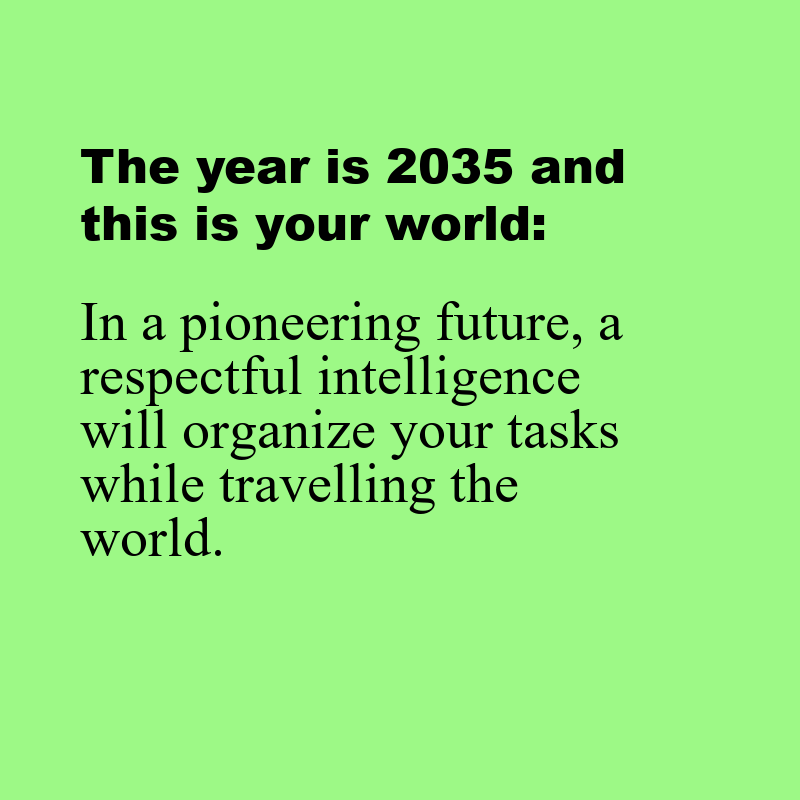 The year is 2035 and
this is your world:
In a pioneering future, a
respectful intelligence
will organize your tasks
while travelling the
world.